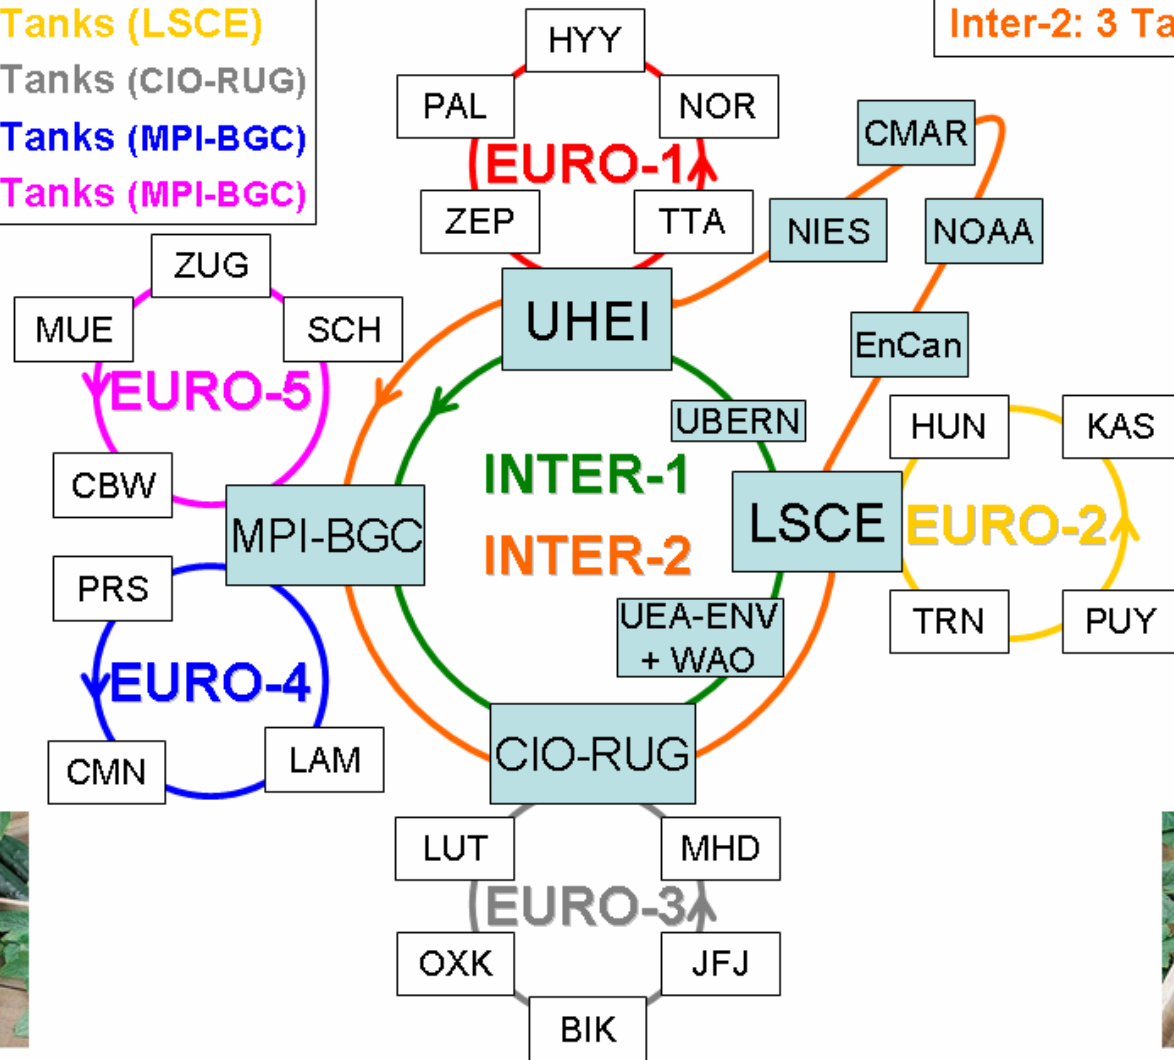 Tanks (LSCE)
Tanks (CIO-RUG)
Tanks (MPI-BGC)
Tanks (MPI-BGC)
Inter-2: 3 Ta
HYY
PAL
NOR
EURO-1
ZEP
TTA
CMAR
NIES
NOAA
UHEI
EnCan
ZUG
MUE
SCH
EURO-5
CBW
UBERN
HUN
KAS
INTER-1
INTER-2
MPI-BGC
LSCE
EURO-2
PRS
UEA-ENV
+ WAO
TRN
PUY
EURO-4
CMN
LAM
CIO-RUG
LUT
MHD
EURO-3
OXK
JFJ
BIK